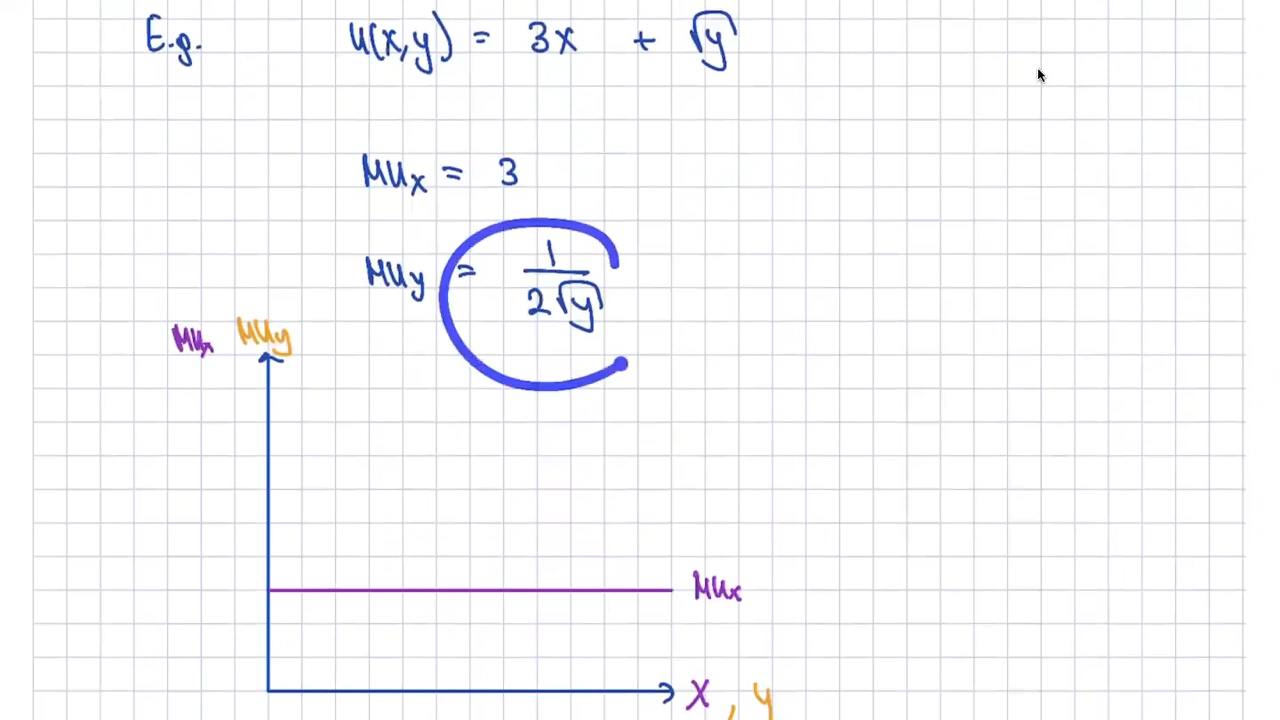 E.g. u(x,y) = 3x + √y
MUx = 3
MUy = 1/(2√y)
MUx MUy
MUx
X, y